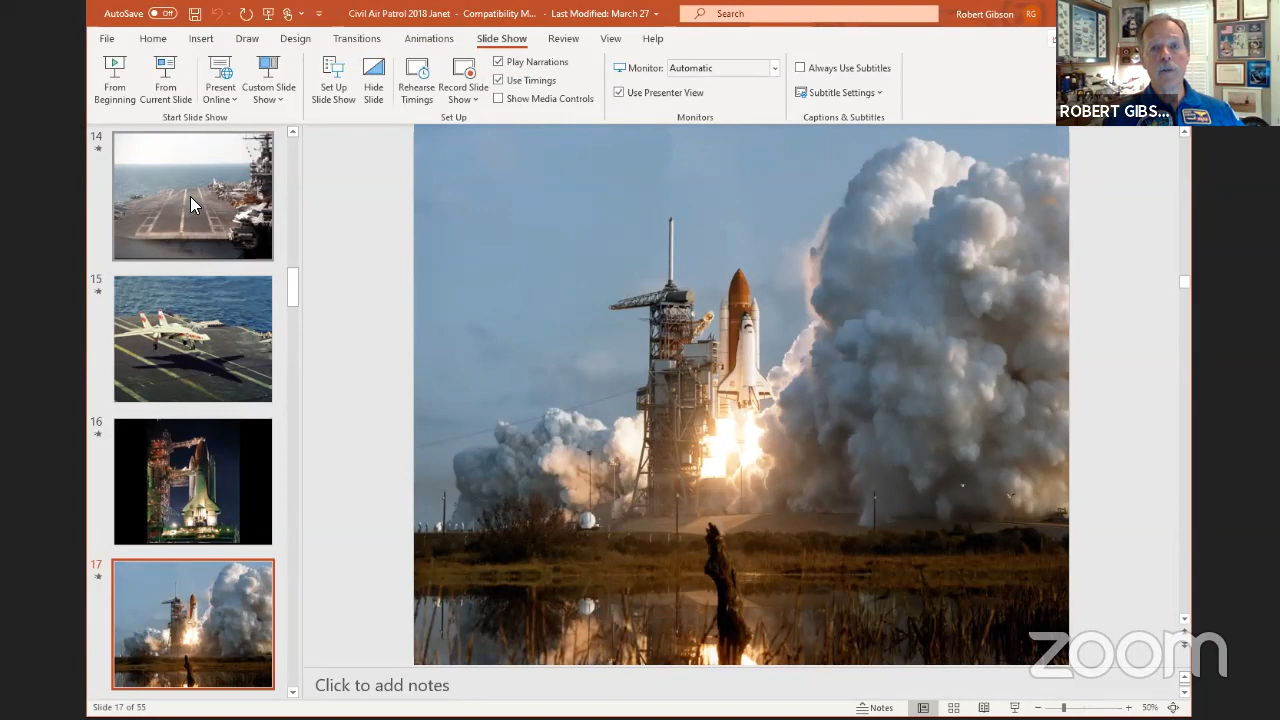 AutoSave Off Civil Air Patrol 2018 Janet - Compatibility M... - Last Modified: March 27 Search Robert Gibson RG
File Home Insert Draw Design Transitions Animations Slide Show Review View Help
From Beginning
From Current Slide
Present Online
Custom Slide Show
Start Slide Show
Set Up Slide Show
Hide Slide
Rehearse Timings
Record Slide Show
Play Narrations
Use Timings
Show Media Controls
Set Up
Monitor: Automatic
Use Presenter View
Monitors
Always Use Subtitles
Subtitle Settings
Captions & Subtitles
ROBERT GIBS...
14
15
16
17
zoom
Click to add notes
Slide 17 of 55 Notes 50%